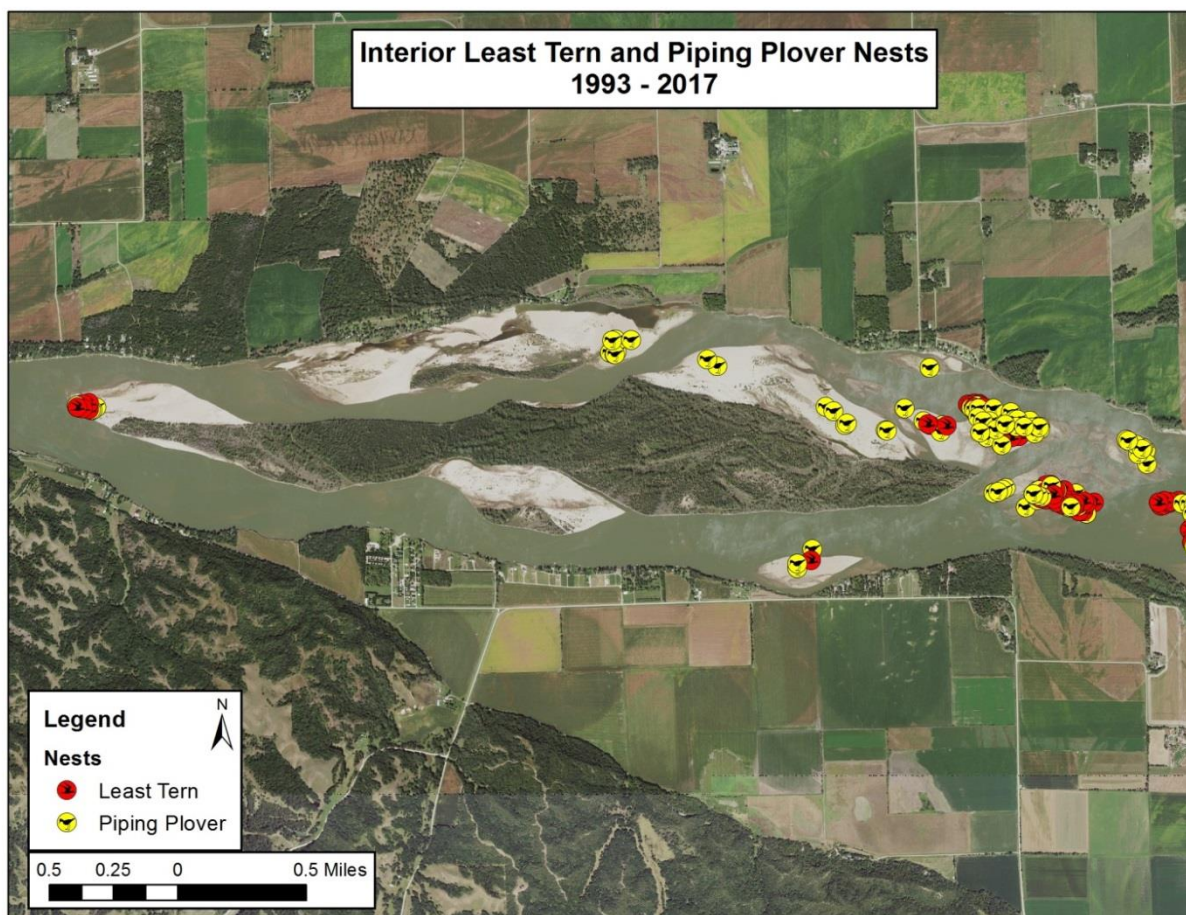 Interior Least Tern and Piping Plover Nests
1993 - 2017
Legend
N
Nests
Least Tern
Piping Plover
0.5 0.25 0 0.5 Miles